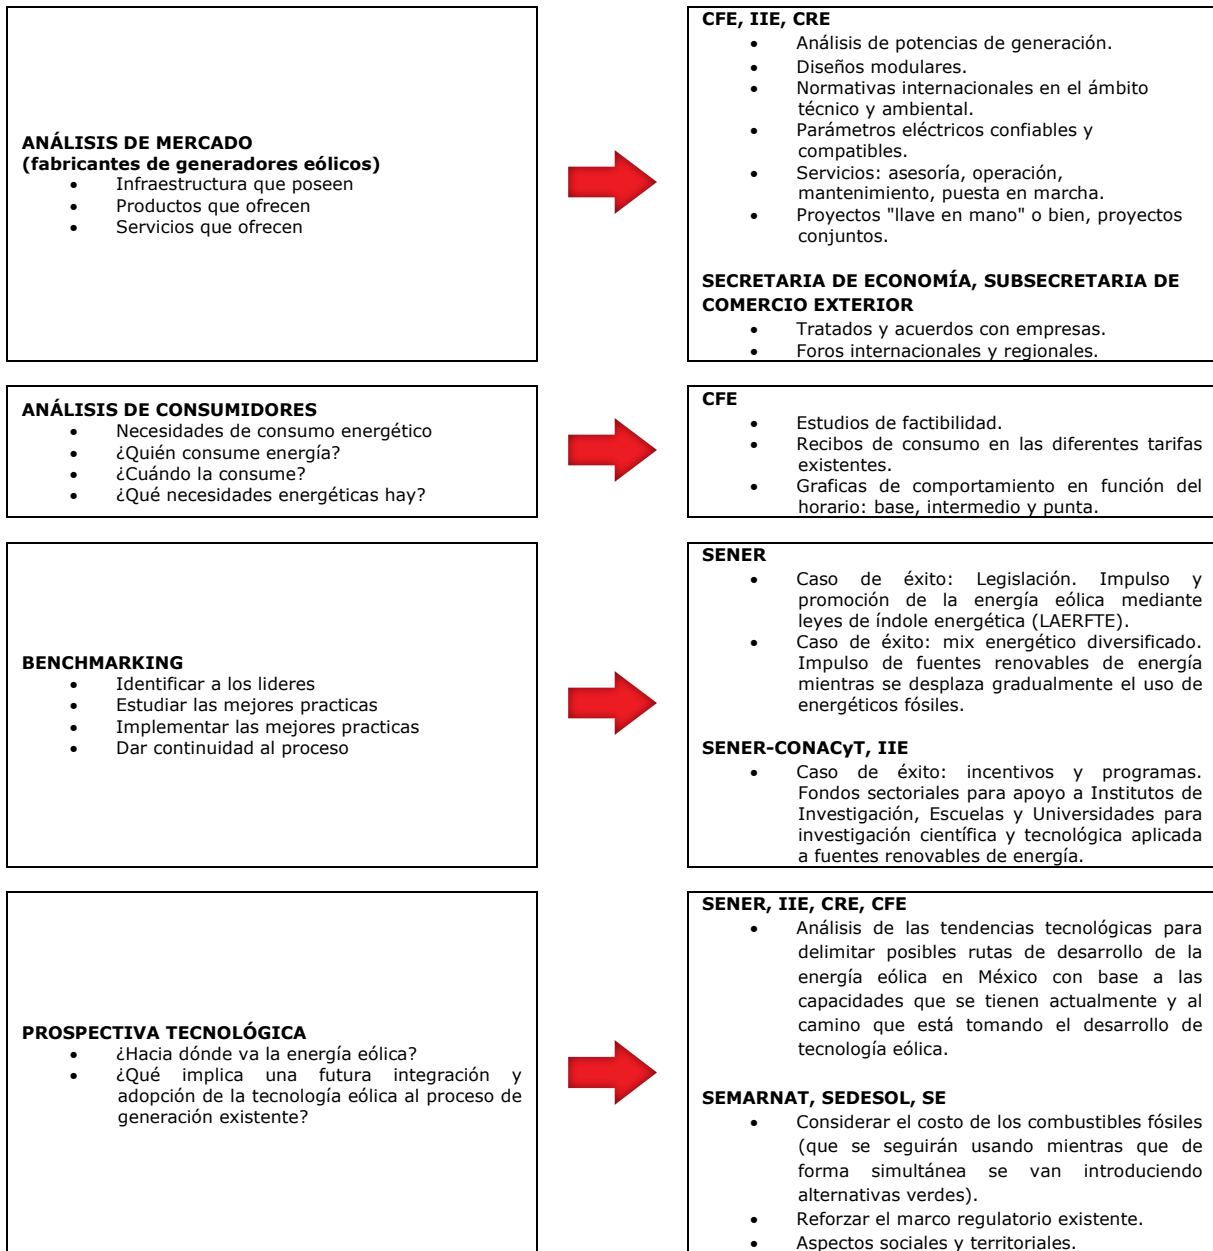 ANÁLISIS DE MERCADO
(fabricantes de generadores eólicos)
• Infraestructura que poseen
• Productos que ofrecen
• Servicios que ofrecen
CFE, IIE, CRE
• Análisis de potencias de generación.
• Diseños modulares.
• Normativas internacionales en el ámbito
técnico y ambiental.
• Parámetros eléctricos confiables y
compatibles.
• Servicios: asesoría, operación,
mantenimiento, puesta en marcha.
• Proyectos "llave en mano" o bien, proyectos
conjuntos.
SECRETARIA DE ECONOMÍA, SUBSECRETARIA DE
COMERCIO EXTERIOR
• Tratados y acuerdos con empresas.
• Foros internacionales y regionales.
ANÁLISIS DE CONSUMIDORES
• Necesidades de consumo energético
• ¿Quién consume energía?
• ¿Cuándo la consume?
• ¿Qué necesidades energéticas hay?
CFE
• Estudios de factibilidad.
• Recibos de consumo en las diferentes tarifas
existentes.
• Graficas de comportamiento en función del
horario: base, intermedio y punta.
BENCHMARKING
• Identificar a los lideres
• Estudiar las mejores practicas
• Implementar las mejores practicas
• Dar continuidad al proceso
SENER
• Caso de éxito: Legislación. Impulso y
promoción de la energía eólica mediante
leyes de índole energética (LAERFTE).
• Caso de éxito: mix energético diversificado.
Impulso de fuentes renovables de energía
mientras se desplaza gradualmente el uso de
energéticos fósiles.
SENER-CONACyT, IIE
• Caso de éxito: incentivos y programas.
Fondos sectoriales para apoyo a Institutos de
Investigación, Escuelas y Universidades para
investigación científica y tecnológica aplicada
a fuentes renovables de energía.
PROSPECTIVA TECNOLÓGICA
• ¿Hacia dónde va la energía eólica?
• ¿Qué implica una futura integración y
adopción de la tecnología eólica al proceso de
generación existente?
SENER, IIE, CRE, CFE
• Análisis de las tendencias tecnológicas para
delimitar posibles rutas de desarrollo de la
energía eólica en México con base a las
capacidades que se tienen actualmente y al
camino que está tomando el desarrollo de
tecnología eólica.
SEMARNAT, SEDESOL, SE
• Considerar el costo de los combustibles fósiles
(que se seguirán usando mientras que de
forma simultánea se van introduciendo
alternativas verdes).
• Reforzar el marco regulatorio existente.
• Aspectos sociales y territoriales.